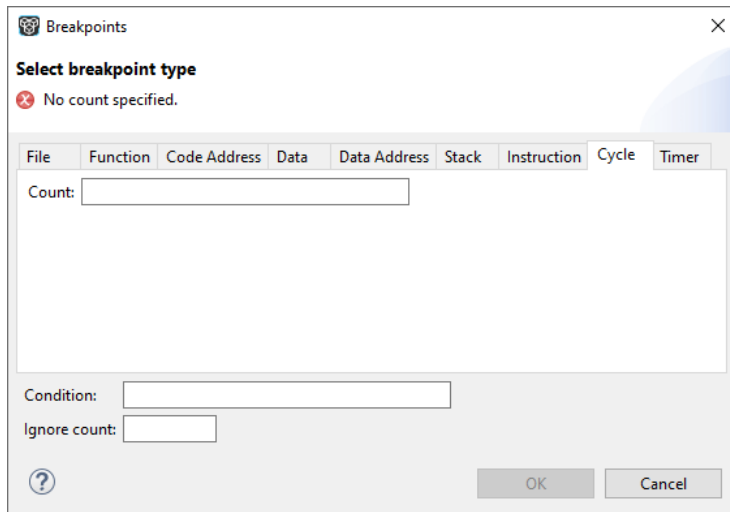 Breakpoints
Select breakpoint type
No count specified.
File Function Code Address Data Data Address Stack Instruction Cycle Timer
Count:
Condition:
Ignore count:
? OK Cancel